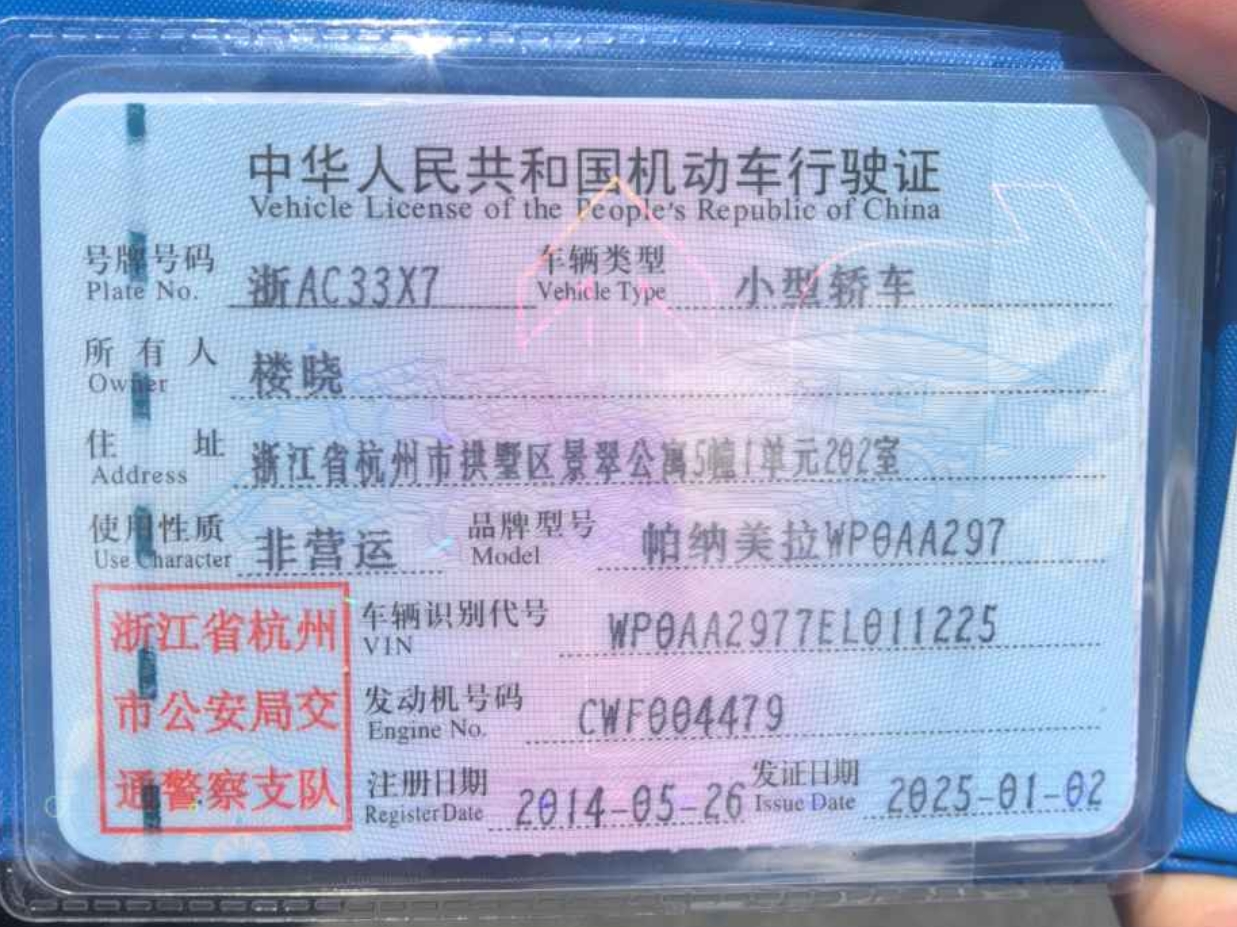 中华人民共和国机动车行驶证
Vehicle License of the People's Republic of China
号牌号码 浙AC33X7 车辆类型 小型轿车
Plate No. Vehicle Type
所有人 楼晓
Owner
住址 浙江省杭州市拱墅区景翠公寓5幢1单元202室
Address
使用性质 非营运 品牌型号 帕纳美拉WP0AA297
Use Character Model
浙江省杭州 车辆识别代号 WP0AA2977EL011225
VIN
市公安局交 发动机号码 CWF004479
Engine No.
通警察支队 注册日期 2014-05-26 发证日期 2025-01-02
Register Date Issue Date